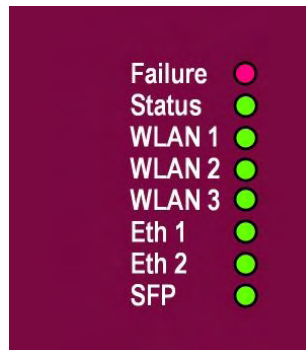 Failure
Status
WLAN 1
WLAN 2
WLAN 3
Eth 1
Eth 2
SFP